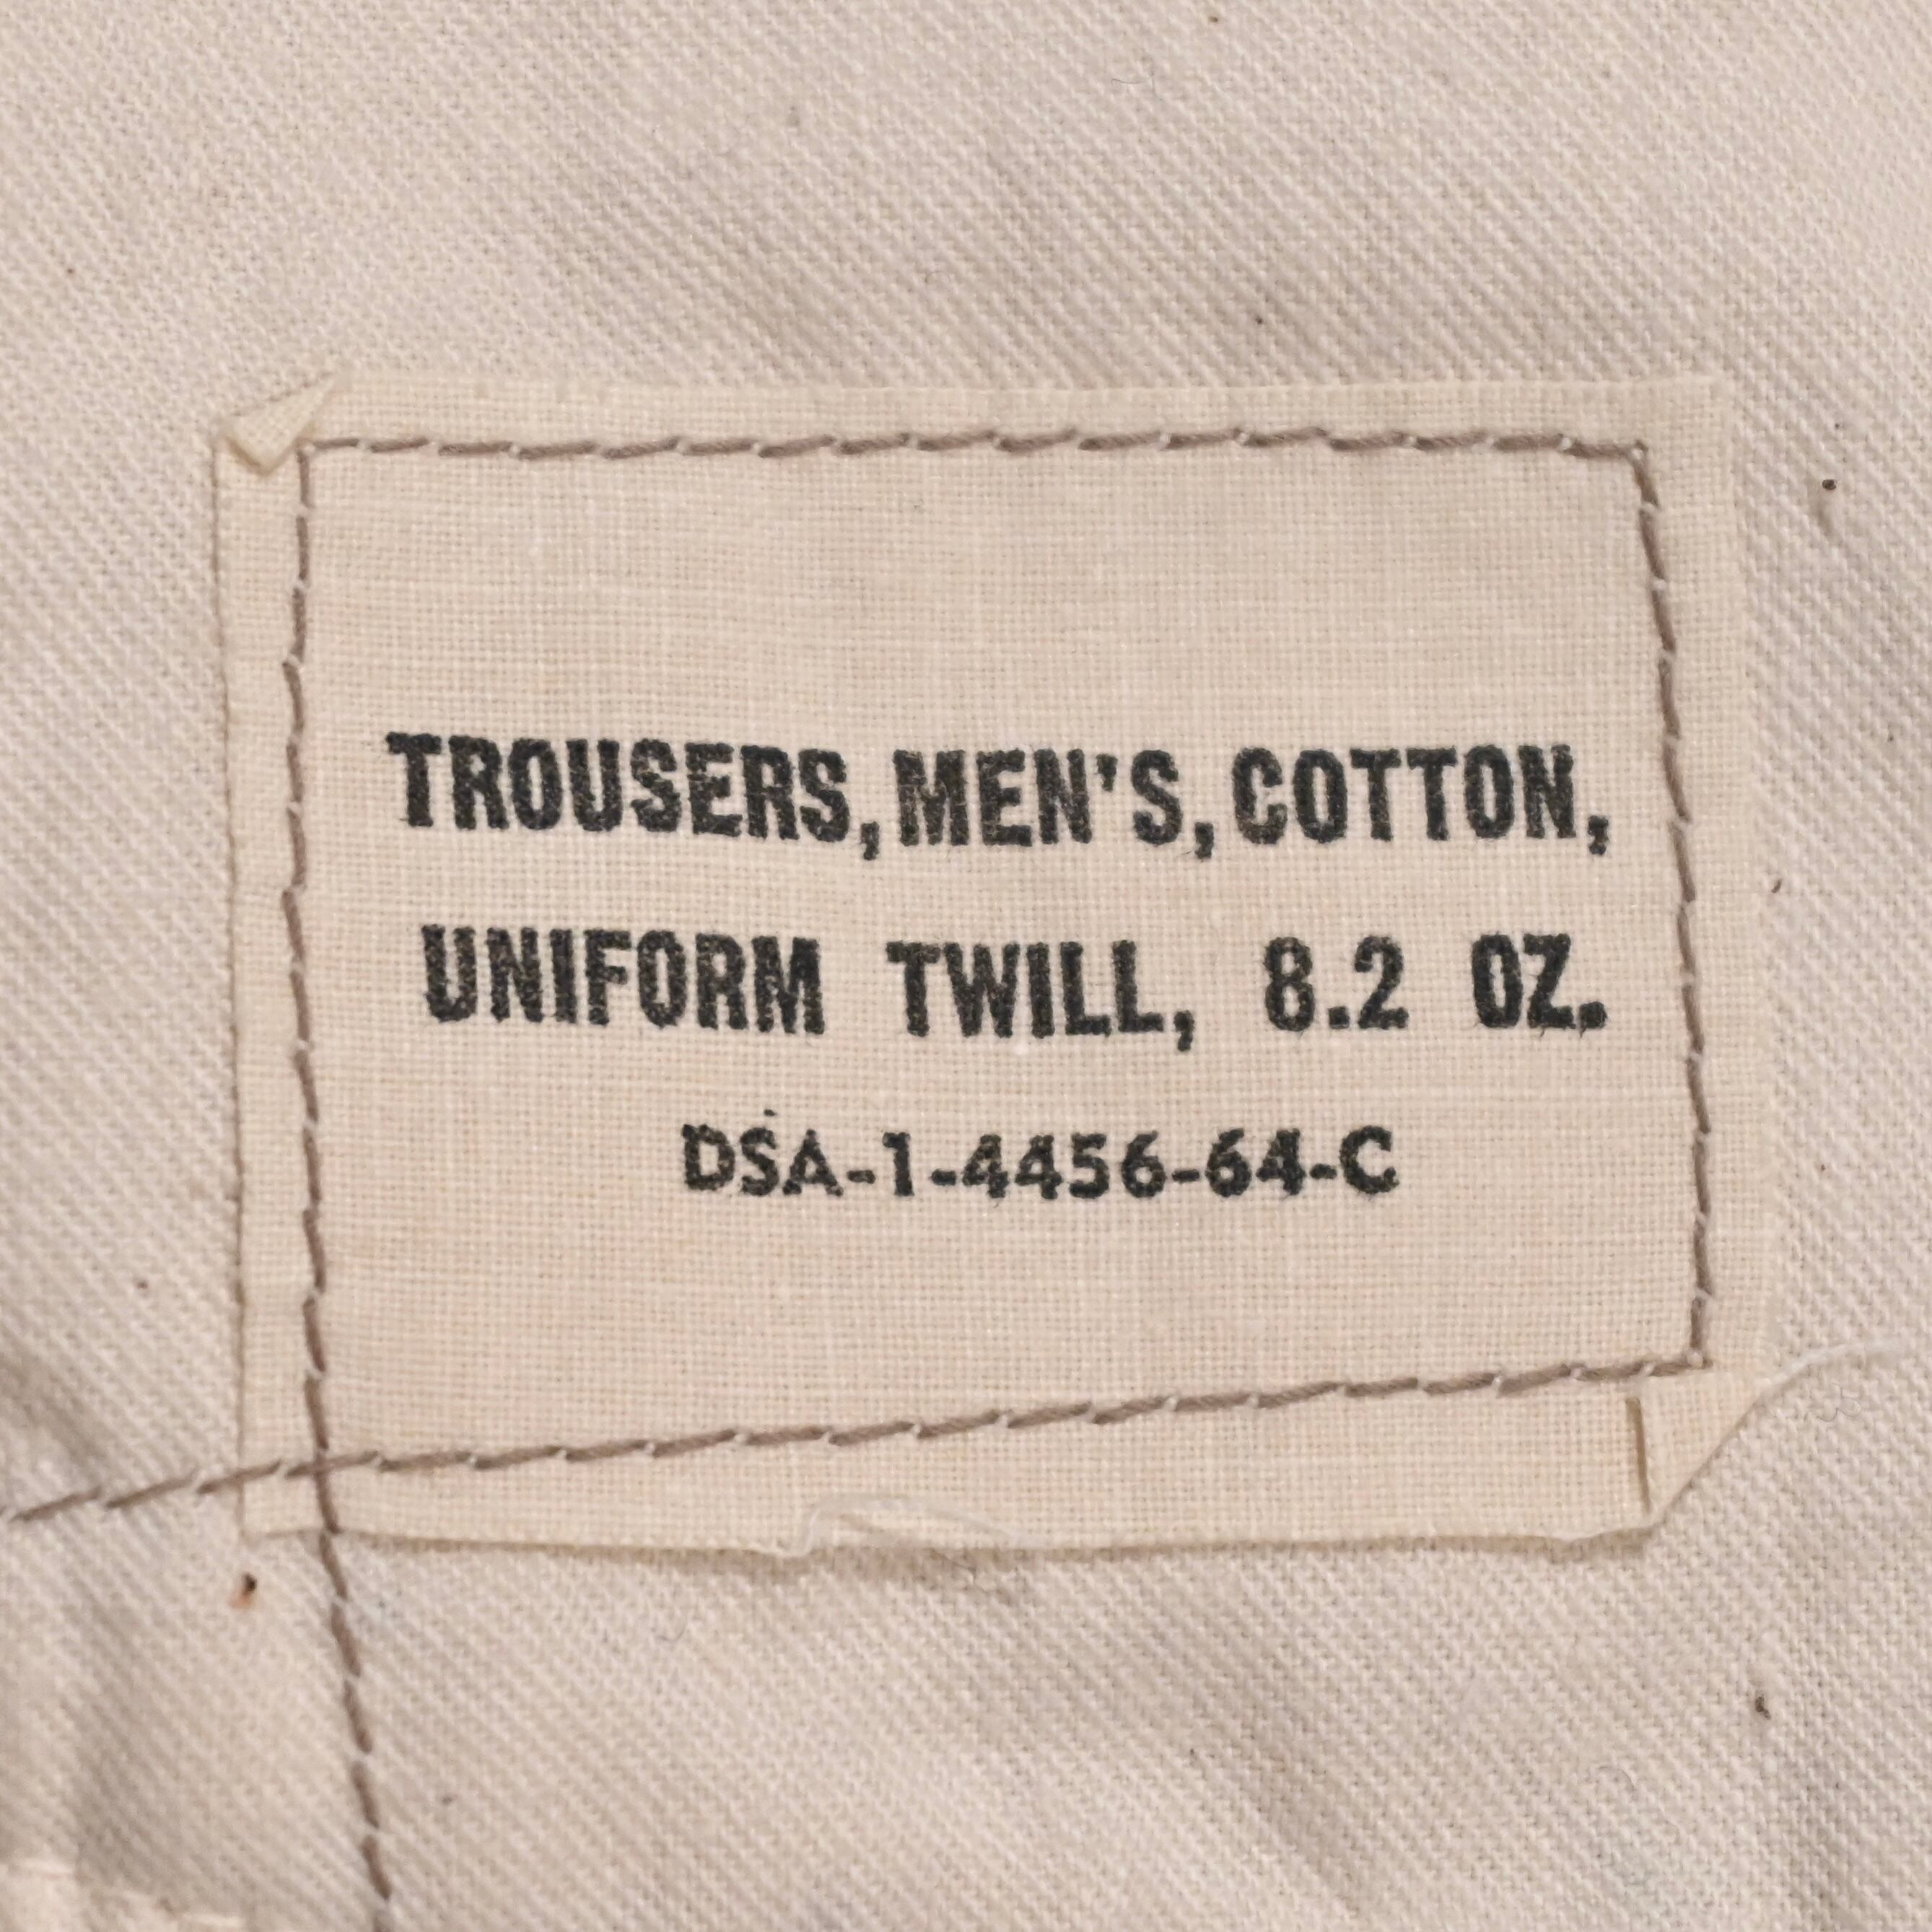 TROUSERS, MEN'S, COTTON,
UNIFORM TWILL, 8.2 OZ.
DSA-1-4456-64-C